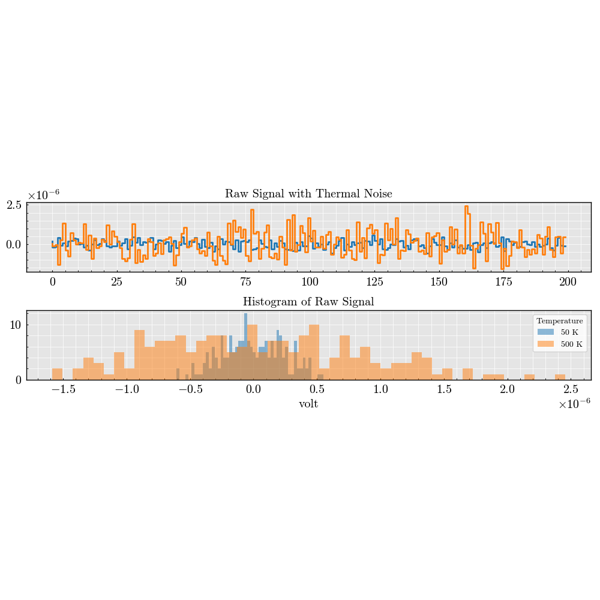 Raw Signal with Thermal Noise
×10⁻⁶
2.5
0.0
0 25 50 75 100 125 150 175 200
Histogram of Raw Signal
10
0
Temperature
50 K
500 K
−1.5 −1.0 −0.5 0.0 0.5 1.0 1.5 2.0 2.5
volt
×10⁻⁶